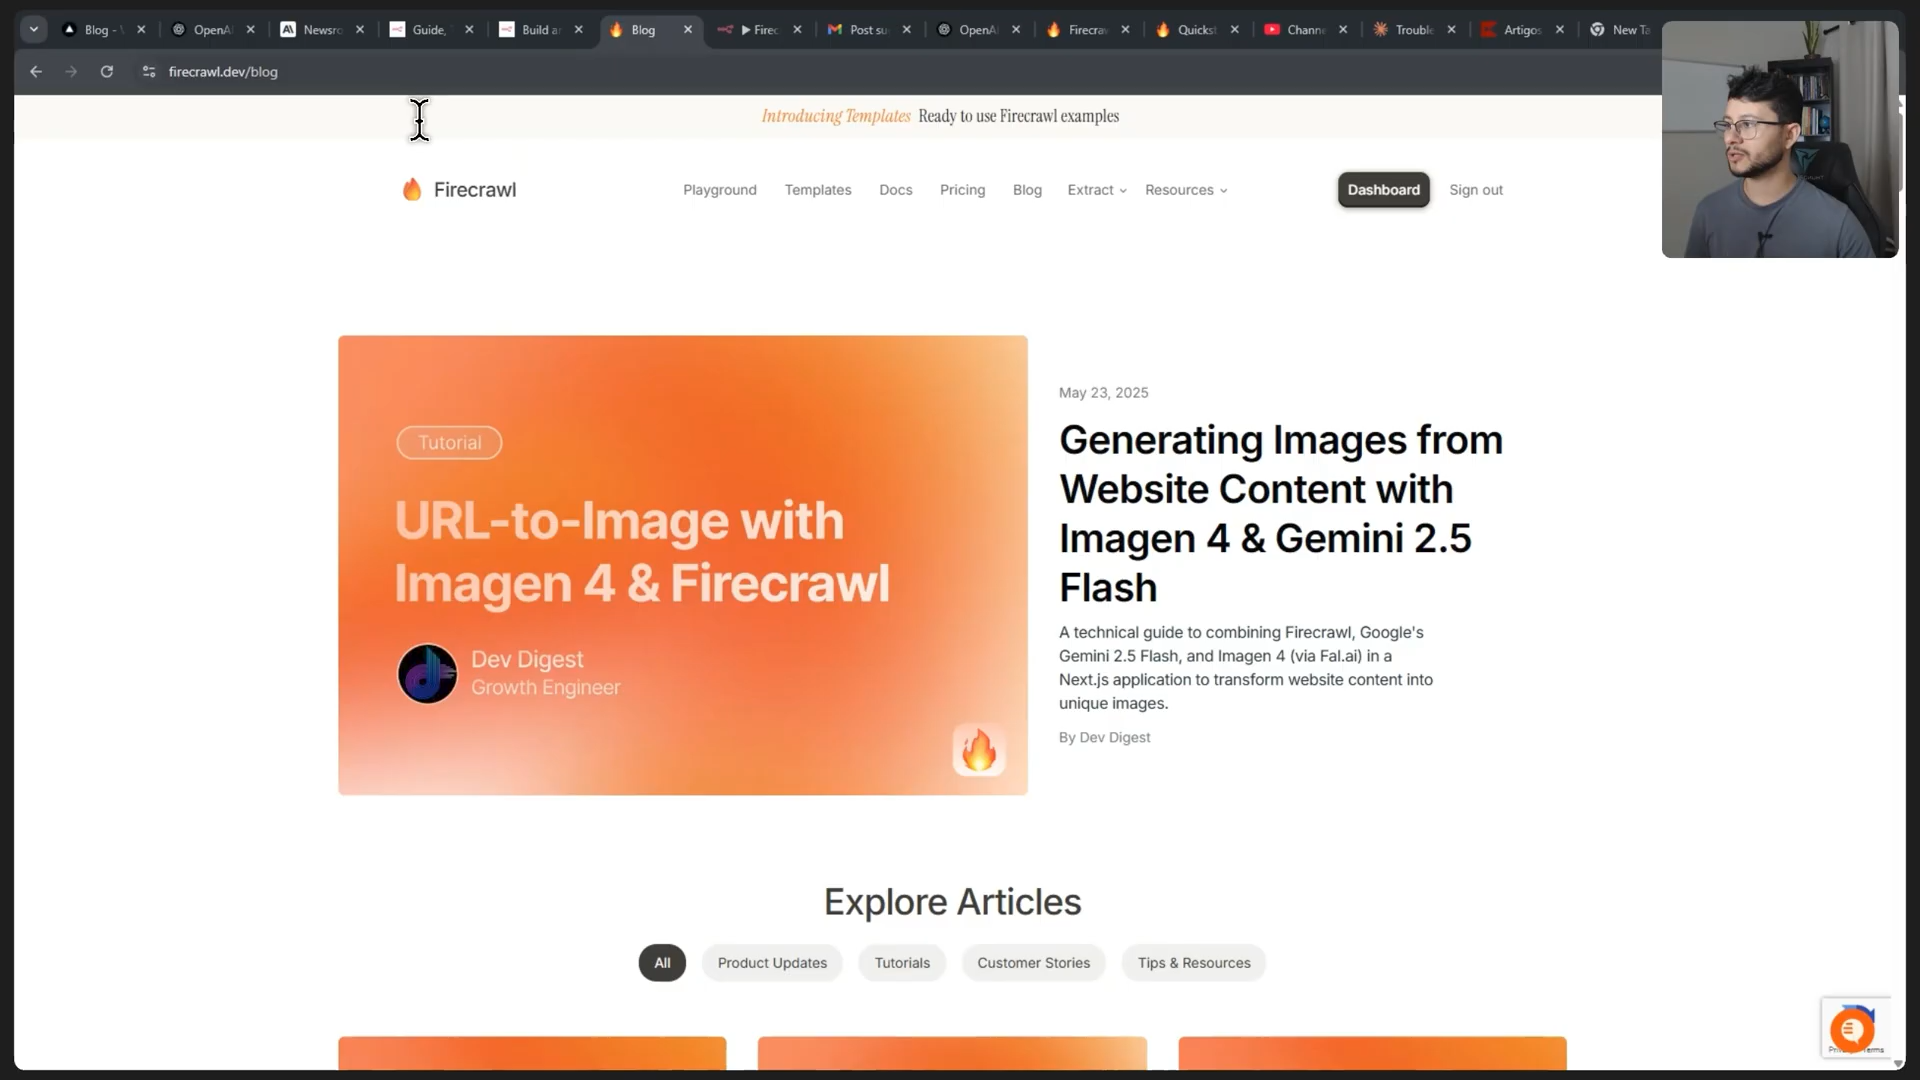 Blog -
OpenAI
Newsro
Guide,
Build a
Blog
Firec
Post su
OpenAI
Firecraw
Quickst
Chann
Trouble
Artigos
New Ta
firecrawl.dev/blog
Introducing Templates Ready to use Firecrawl examples
Firecrawl
Playground
Templates
Docs
Pricing
Blog
Extract
Resources
Dashboard
Sign out
Tutorial
URL-to-Image with
Imagen 4 & Firecrawl
Dev Digest
Growth Engineer
May 23, 2025
Generating Images from
Website Content with
Imagen 4 & Gemini 2.5
Flash
A technical guide to combining Firecrawl, Google's
Gemini 2.5 Flash, and Imagen 4 (via Fal.ai) in a
Next.js application to transform website content into
unique images.
By Dev Digest
Explore Articles
All
Product Updates
Tutorials
Customer Stories
Tips & Resources